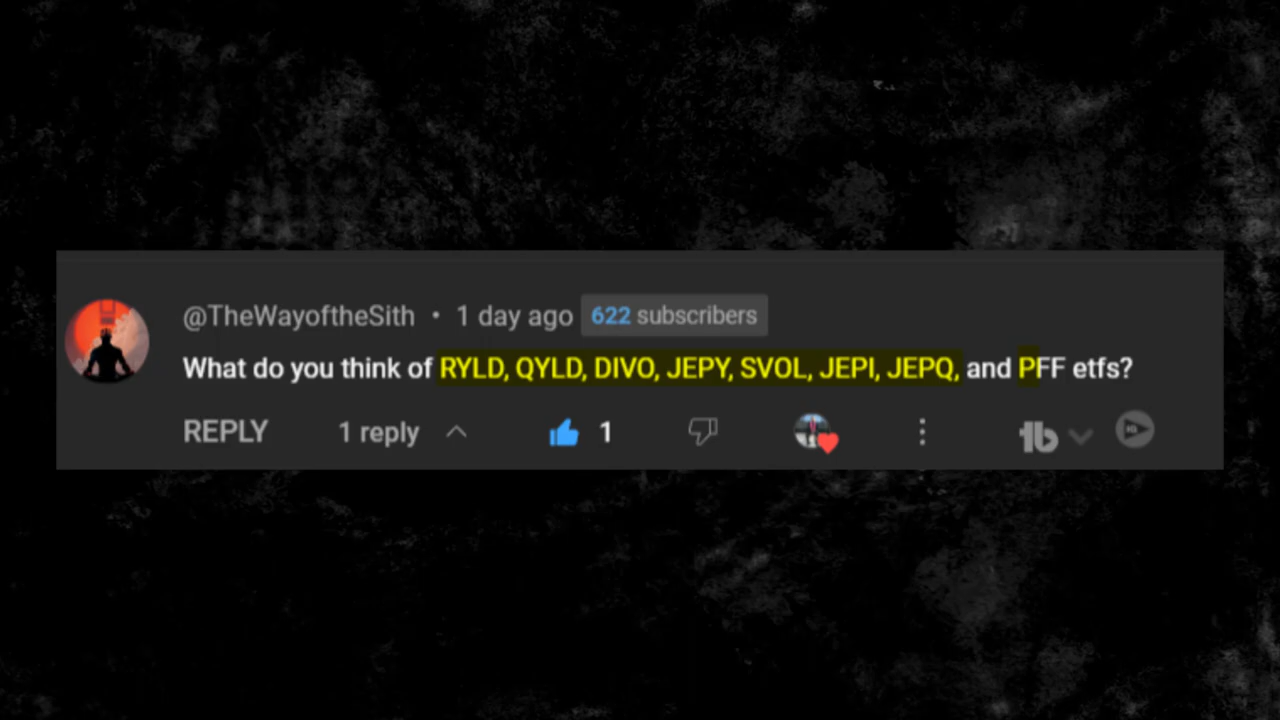 @TheWayoftheSith • 1 day ago 622 subscribers
What do you think of RYLD, QYLD, DIVO, JEPY, SVOL, JEPI, JEPQ, and PFF etfs?
REPLY 1 reply 1 tb